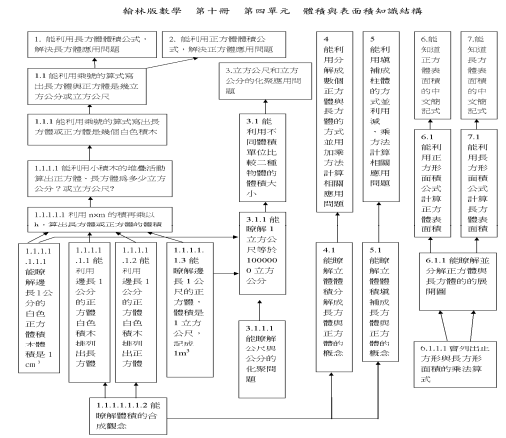 翰林版數學　第十冊　第四單元　體積與表面積知識結構
1. 能利用長方體體積公式，
解決長方體應用問題
2. 能利用正方體體積公
式，解決正方體應用問題
1.1 能利用乘號的算式寫
出長方體與正方體是幾立
方公分或立方公尺
1.1.1 能利用乘號的算式寫出長
方體或正方體是幾個白色積木
1.1.1.1 能利用小積木的堆疊活動
算出正方體、長方體為多少立方
公分？或立方公尺？
1.1.1.1.1 利用 n×m 的積再乘以
h，算出長方體或正方體的體積
1.1.1.1
.1.1.1
能瞭
解邊
長1公
分的
白色
正方
體積
木體
積是 1
cm³
1.1.1.1
.1.1 能
利用
邊長 1
公分
的正
方體
白色
積木
排列
出長
方體
1.1.1.1
.1.2 能
利用
邊長 1
公分
的正
方體
白色
積木
排列
出正
方體
1.1.1.1.
1.3 能
瞭解邊
長 1 公
尺的正
方體，
體積是
1 立方
公尺，
記成
1m³
1.1.1.1.1.1.2 能
瞭解體積的合
成觀念
3.立方公尺和立方
公分的化聚應用問
題
3.1 能利用不
同體積
單位比
較二種
物體的
體積大
小
3.1.1 能
瞭解 1
立方公
尺等於
100000
0 立方
公分
3.1.1.1
能瞭解
公尺與
公分的
化聚問
題
4
能利用分解成數個正方體與長方體的方式並用加乘方法計算相關應用問題
4.1
能瞭解立體體積分解成長方體與正方體的概念
5
能利用填補成柱體的方式並利用減、乘方法計算相關應用問題
5.1
能瞭解立體體積填補成長方體與正方體的概念
6.能知道正方體表面積的中文簡記式
7.能知道長方體表面積的中文簡記式
6.1
能利用正方形面積公式計算正方體表面積
7.1
能利用長方形面積公式計算長方體表面積
6.1.1 能瞭解並
分解正方體與
長方體的的展
開圖
6.1.1.1 會列出正
方形與長方形
面積的乘法算
式